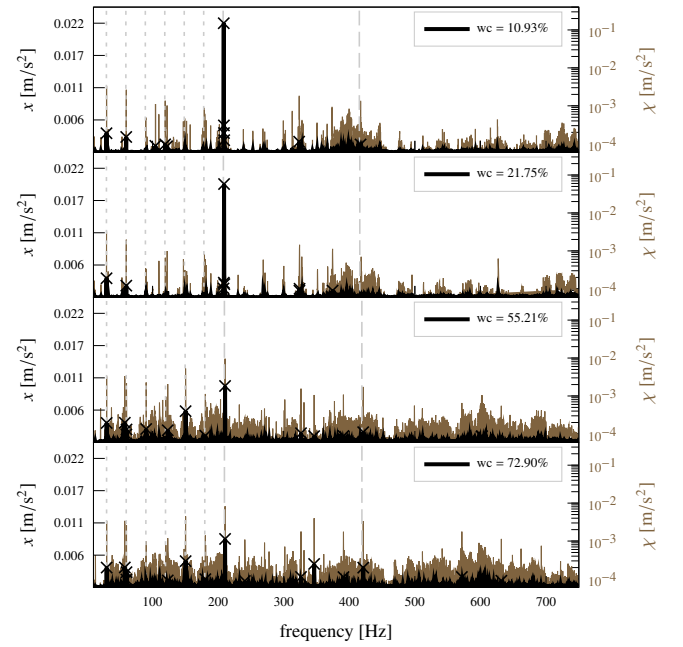 0.022
0.017
0.011
0.006
x [m/s²]
wc = 10.93%
10⁻¹
10⁻²
10⁻³
10⁻⁴
χ [m/s²]
0.022
0.017
0.011
0.006
x [m/s²]
wc = 21.75%
10⁻¹
10⁻²
10⁻³
10⁻⁴
χ [m/s²]
0.022
0.017
0.011
0.006
x [m/s²]
wc = 55.21%
10⁻¹
10⁻²
10⁻³
10⁻⁴
χ [m/s²]
0.022
0.017
0.011
0.006
x [m/s²]
wc = 72.90%
10⁻¹
10⁻²
10⁻³
10⁻⁴
χ [m/s²]
100 200 300 400 500 600 700
frequency [Hz]